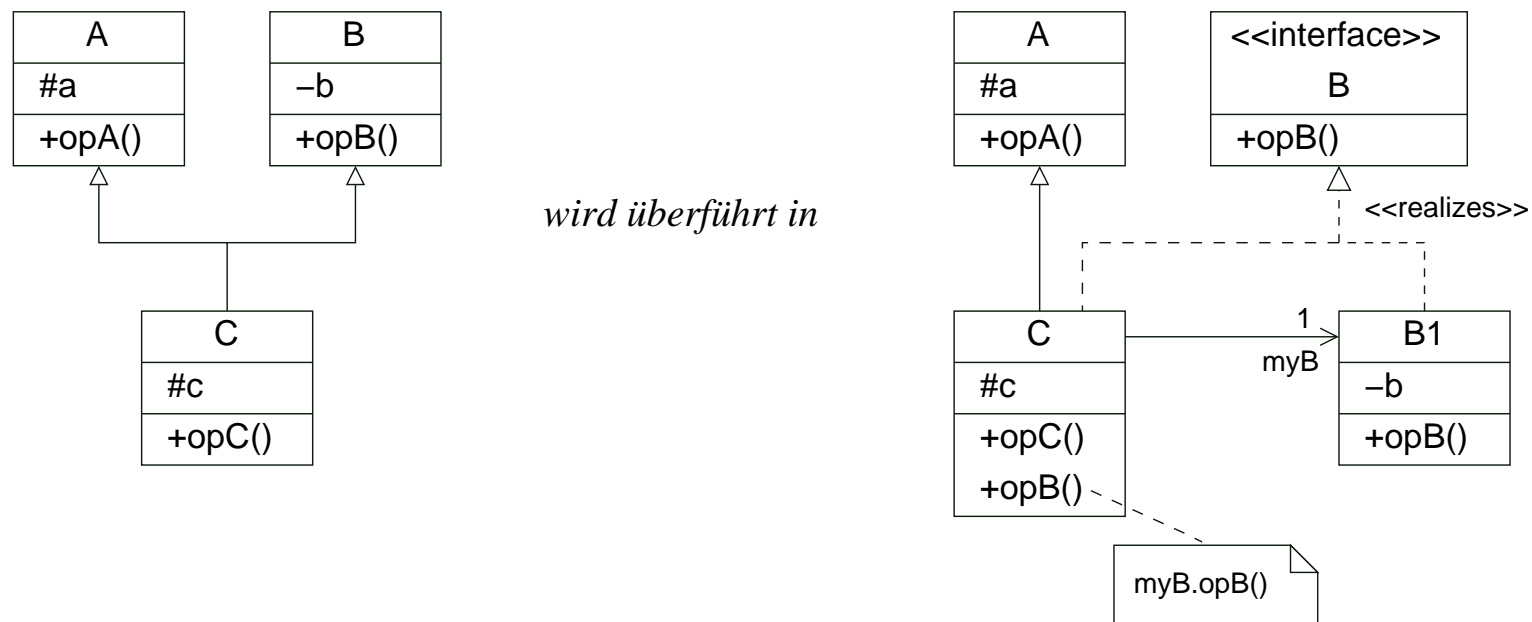 A
#a
+opA()
B
–b
+opB()
C
#c
+opC()
wird überführt in
A
#a
+opA()
<<interface>>
B
+opB()
<<realizes>>
C
#c
+opC()
+opB()
1
myB
B1
–b
+opB()
myB.opB()